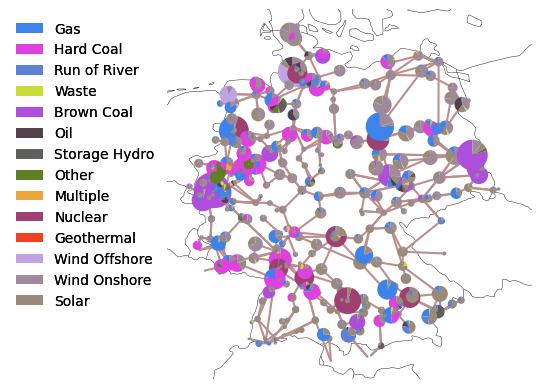 Gas
Hard Coal
Run of River
Waste
Brown Coal
Oil
Storage Hydro
Other
Multiple
Nuclear
Geothermal
Wind Offshore
Wind Onshore
Solar